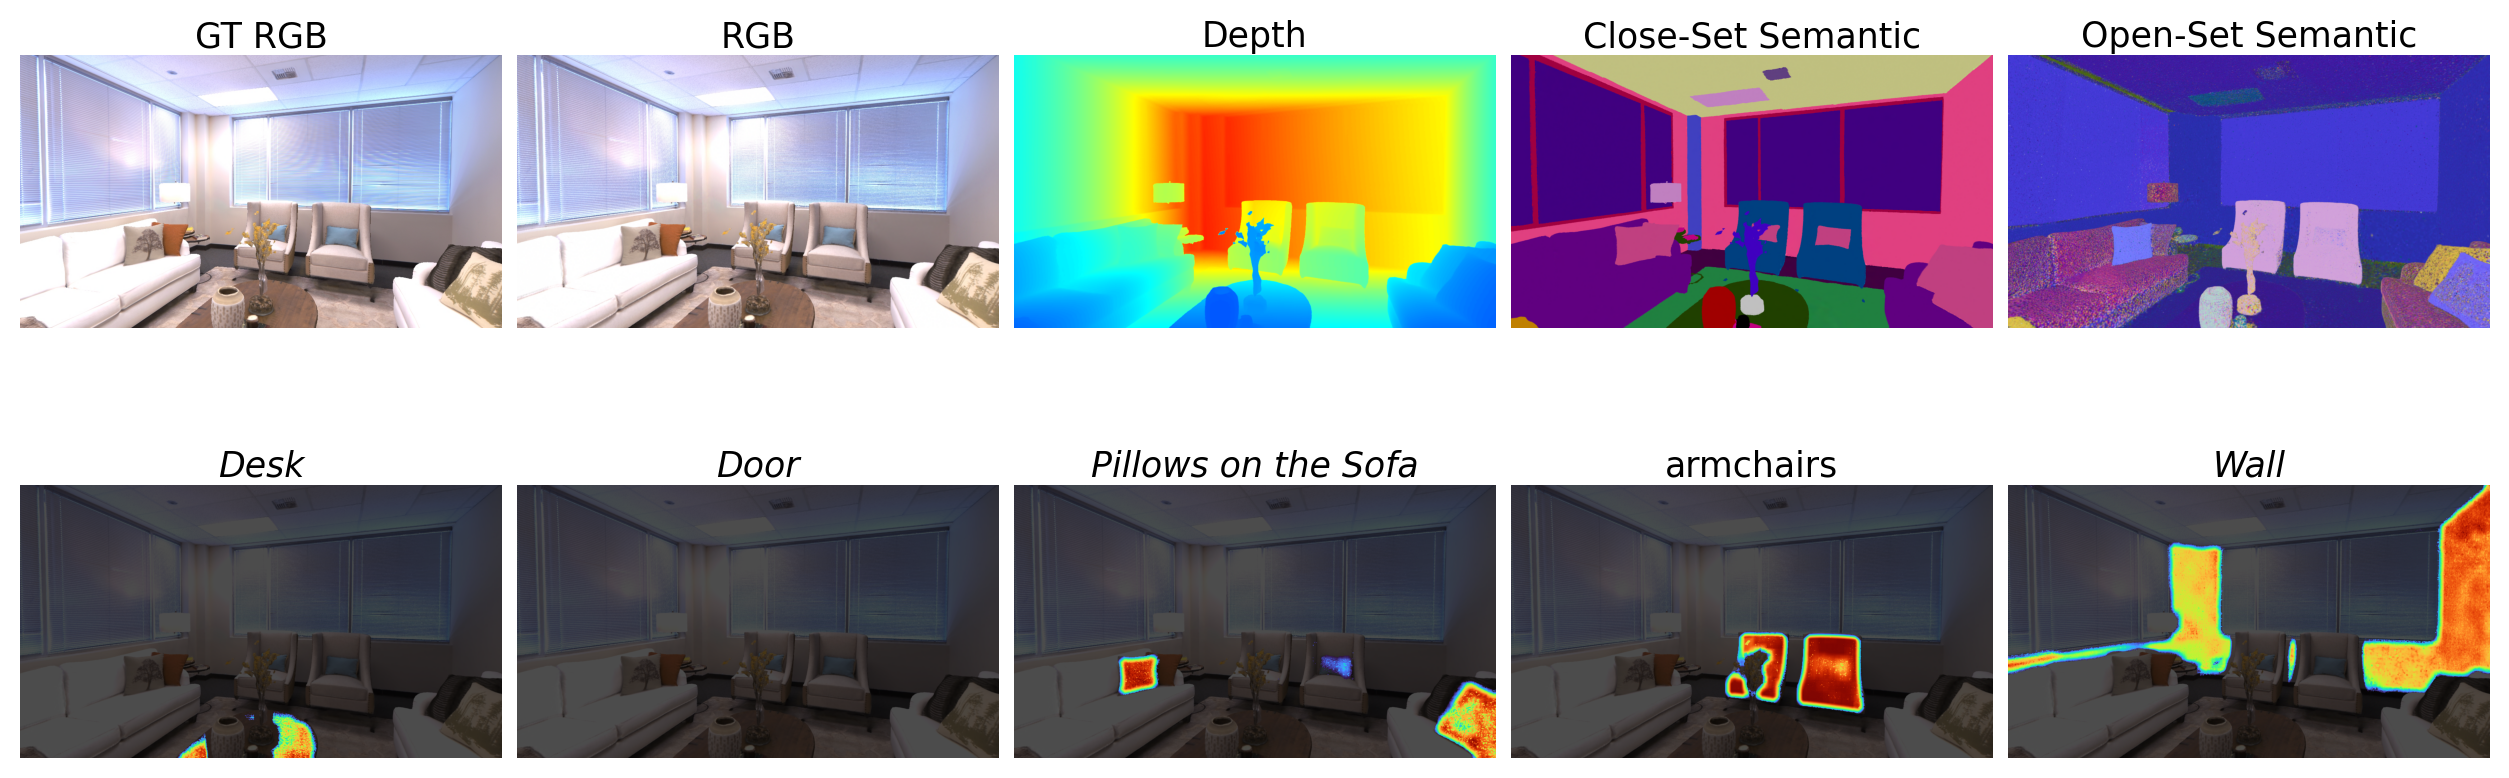 GT RGB
RGB
Depth
Close-Set Semantic
Open-Set Semantic
Desk
Door
Pillows on the Sofa
armchairs
Wall